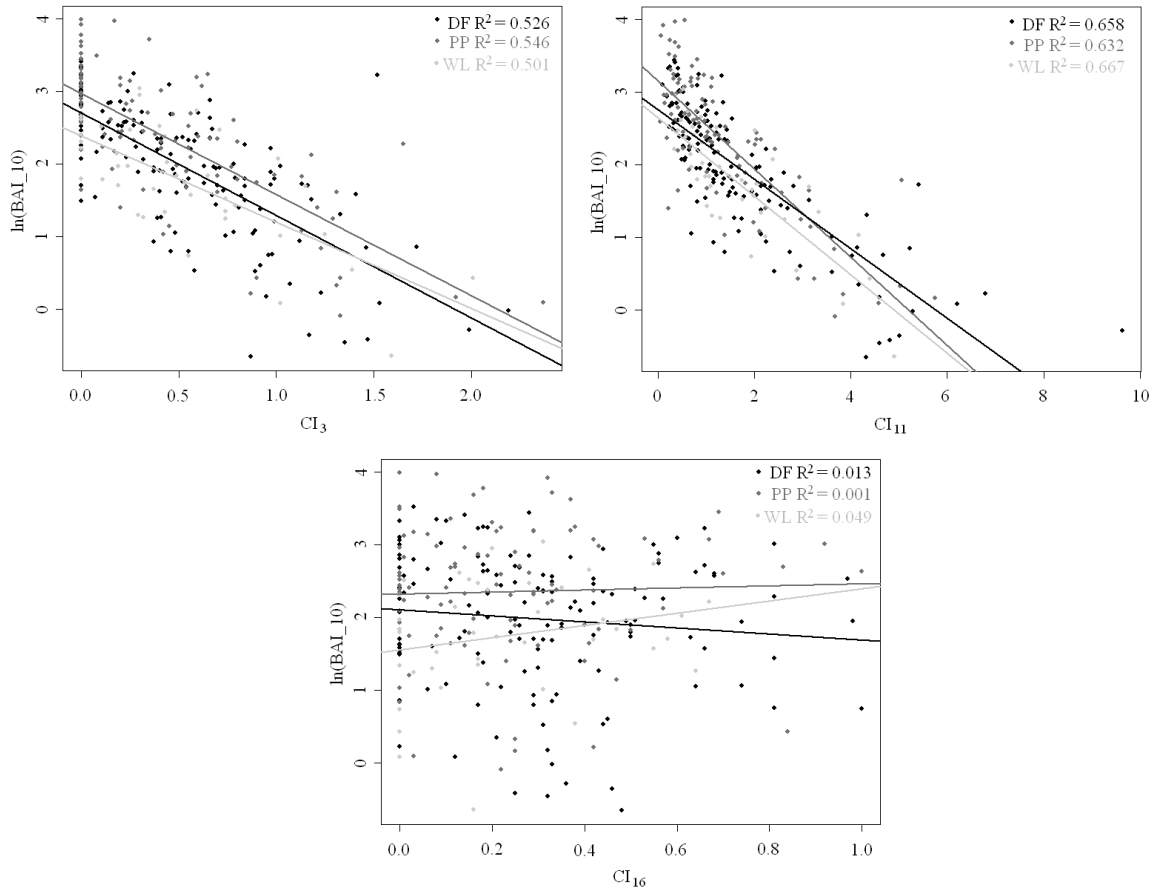 DF R² = 0.526
PP R² = 0.546
WL R² = 0.501
ln(BAI_10)
4
3
2
1
0
0.0 0.5 1.0 1.5 2.0
CI₃
DF R² = 0.658
PP R² = 0.632
WL R² = 0.667
ln(BAI_10)
4
3
2
1
0
0 2 4 6 8 10
CI₁₁
DF R² = 0.013
PP R² = 0.001
WL R² = 0.049
ln(BAI_10)
4
3
2
1
0
0.0 0.2 0.4 0.6 0.8 1.0
CI₁₆